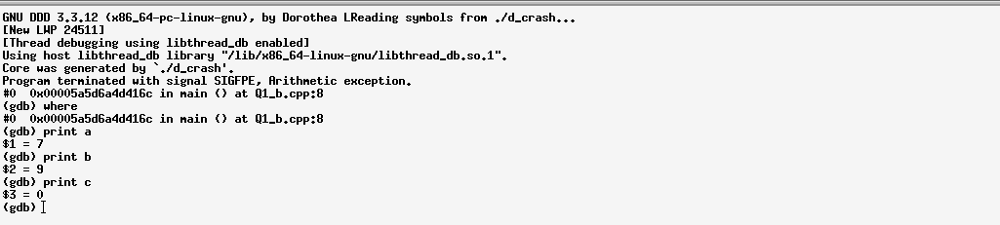 GNU DDD 3.3.12 (x86_64-pc-linux-gnu), by Dorothea LReading symbols from ./d_crash...
[New LWP 24511]
[Thread debugging using libthread_db enabled]
Using host libthread_db library "/lib/x86_64-linux-gnu/libthread_db.so.1".
Core was generated by `./d_crash'.
Program terminated with signal SIGFPE, Arithmetic exception.
#0  0x00005a5d6a4d416c in main () at Q1_b.cpp:8
(gdb) where
#0  0x00005a5d6a4d416c in main () at Q1_b.cpp:8
(gdb) print a
$1 = 7
(gdb) print b
$2 = 9
(gdb) print c
$3 = 0
(gdb)